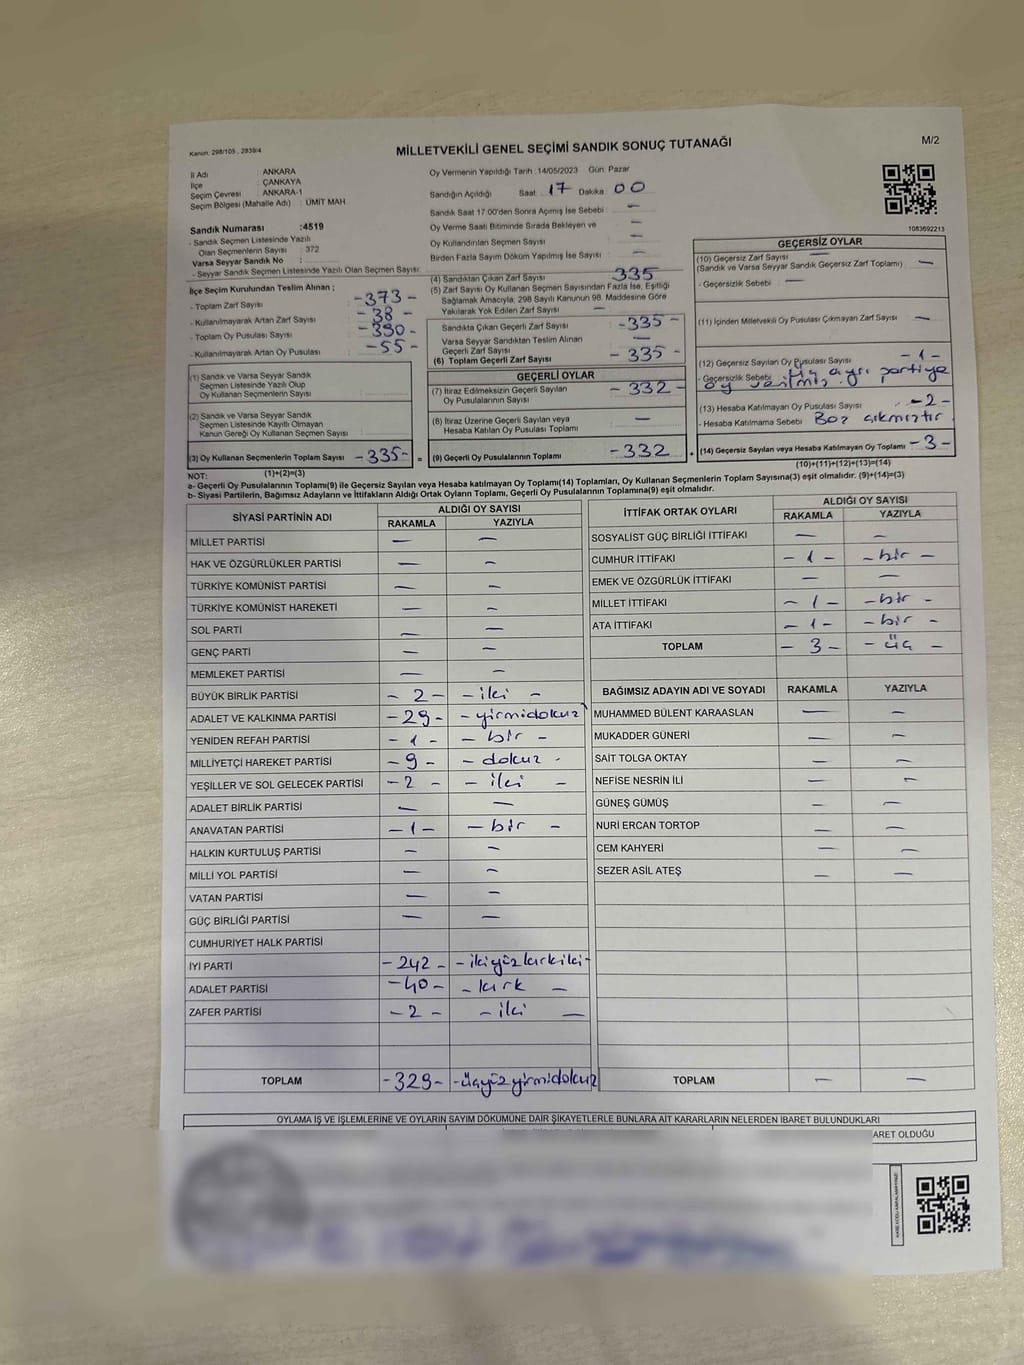 Kanun: 298/105 , 2839/4
MİLLETVEKİLİ GENEL SEÇİMİ SANDIK SONUÇ TUTANAĞI
M/2
İl Adı : ANKARA
İlçe : ÇANKAYA
Seçim Çevresi : ANKARA-1
Seçim Bölgesi (Mahalle Adı) : ÜMİT MAH.
Oy Vermenin Yapıldığı Tarih :14/05/2023 Gün: Pazar
Sandığın Açıldığı Saat 17 Dakika 00
Sandık Saat 17:00'den Sonra Açılmış İse Sebebi : —
Oy Verme Saati Bitiminde Sırada Bekleyen ve —
Oy Kullandırılan Seçmen Sayısı : —
Birden Fazla Sayım Döküm Yapılmış İse Sayısı : —
1083692213
Sandık Numarası :4519
- Sandık Seçmen Listesinde Yazılı
Olan Seçmenlerin Sayısı : 372
Varsa Seyyar Sandık No :
- Seyyar Sandık Seçmen Listesinde Yazılı Olan Seçmen Sayısı:
İlçe Seçim Kurulundan Teslim Alınan ;
- Toplam Zarf Sayısı : -373-
- Kullanılmayarak Artan Zarf Sayısı : -38-
- Toplam Oy Pusulası Sayısı : -390-
- Kullanılmayarak Artan Oy Pusulası : -55-
(1) Sandık ve Varsa Seyyar Sandık
Seçmen Listesinde Yazılı Olup
Oy Kullanan Seçmenlerin Sayısı :
(2) Sandık ve Varsa Seyyar Sandık
Seçmen Listesinde Kayıtlı Olmayan
Kanun Gereği Oy Kullanan Seçmen Sayısı :
(3) Oy Kullanan Seçmenlerin Toplam Sayısı : -335-
(1)+(2)=(3)
(4) Sandıktan Çıkan Zarf Sayısı : 335
(5) Zarf Sayısı Oy Kullanan Seçmen Sayısından Fazla İse, Eşitliği
Sağlamak Amacıyla, 298 Sayılı Kanunun 98. Maddesine Göre
Yakılarak Yok Edilen Zarf Sayısı : —
Sandıkta Çıkan Geçerli Zarf Sayısı : -335-
Varsa Seyyar Sandıktan Teslim Alınan
Geçerli Zarf Sayısı : —
(6) Toplam Geçerli Zarf Sayısı : -335-
GEÇERLİ OYLAR
(7) İtiraz Edilmeksizin Geçerli Sayılan
Oy Pusulasının Sayısı : -332-
(8) İtiraz Üzerine Geçerli Sayılan veya
Hesaba Katılan Oy Pusulası Toplamı : —
= (9) Geçerli Oy Pusulalarının Toplamı : -332
GEÇERSİZ OYLAR
(10) Geçersiz Zarf Sayısı —
(Sandık ve Varsa Seyyar Sandık Geçersiz Zarf Toplamı) : —
- Geçersizlik Sebebi : —
(11) İçinden Milletvekili Oy Pusulası Çıkmayan Zarf Sayısı : —
(12) Geçersiz Sayılan Oy Pusulası Sayısı : -1-
- Geçersizlik Sebebi : üç ayrı partiye
oy verilmiş
(13) Hesaba Katılmayan Oy Pusulası Sayısı : -2-
- Hesaba Katılmama Sebebi : Boş çıkmıştır
+ (14) Geçersiz Sayılan veya Hesaba Katılmayan Oy Toplamı : -3-
(10)+(11)+(12)+(13)=(14)
NOT:
a- Geçerli Oy Pusulalarının Toplamı(9) ile Geçersiz Sayılan veya Hesaba katılmayan Oy Toplamı(14) Toplamları, Oy Kullanan Seçmenlerin Toplam Sayısına(3) eşit olmalıdır. (9)+(14)=(3)
b- Siyasi Partilerin, Bağımsız Adayların ve İttifakların Aldığı Ortak Oyların Toplamı, Geçerli Oy Pusulalarının Toplamına(9) eşit olmalıdır.
SİYASİ PARTİNİN ADI ALDIĞI OY SAYISI
RAKAMLA YAZIYLA
MİLLET PARTİSİ — —
HAK VE ÖZGÜRLÜKLER PARTİSİ — —
TÜRKİYE KOMÜNİST PARTİSİ — —
TÜRKİYE KOMÜNİST HAREKETİ — —
SOL PARTİ — —
GENÇ PARTİ — —
MEMLEKET PARTİSİ — —
BÜYÜK BİRLİK PARTİSİ -2- -iki-
ADALET VE KALKINMA PARTİSİ -29- -yirmidokuz
YENİDEN REFAH PARTİSİ -1- -bir-
MİLLİYETÇİ HAREKET PARTİSİ -9- -dokuz-
YEŞİLLER VE SOL GELECEK PARTİSİ -2- -iki-
ADALET BİRLİK PARTİSİ — —
ANAVATAN PARTİSİ -1- -bir-
HALKIN KURTULUŞ PARTİSİ — —
MİLLİ YOL PARTİSİ — —
VATAN PARTİSİ — —
GÜÇ BİRLİĞİ PARTİSİ — —
CUMHURİYET HALK PARTİSİ
İYİ PARTİ -242- -ikiyüzkırkiki-
ADALET PARTİSİ -40- -kırk-
ZAFER PARTİSİ -2- -iki-
TOPLAM -329- -üçyüzyirmidokuz
İTTİFAK ORTAK OYLARI ALDIĞI OY SAYISI
RAKAMLA YAZIYLA
SOSYALİST GÜÇ BİRLİĞİ İTTİFAKI — —
CUMHUR İTTİFAKI -1- -bir-
EMEK VE ÖZGÜRLÜK İTTİFAKI — —
MİLLET İTTİFAKI -1- -bir-
ATA İTTİFAKI -1- -bir-
TOPLAM -3- -üç-
BAĞIMSIZ ADAYIN ADI VE SOYADI RAKAMLA YAZIYLA
MUHAMMED BÜLENT KARAASLAN — —
MUKADDER GÜNERİ — —
SAİT TOLGA OKTAY — —
NEFİSE NESRİN İLİ — —
GÜNEŞ GÜMÜŞ — —
NURİ ERCAN TORTOP — —
CEM KAHYERİ — —
SEZER ASİL ATEŞ — —
TOPLAM — —
OYLAMA İŞ VE İŞLEMLERİNE VE OYLARIN SAYIM DÖKÜMÜNE DAİR ŞİKAYETLERLE BUNLARA AİT KARARLARIN NELERDEN İBARET BULUNDUKLARI
ARET OLDUĞU